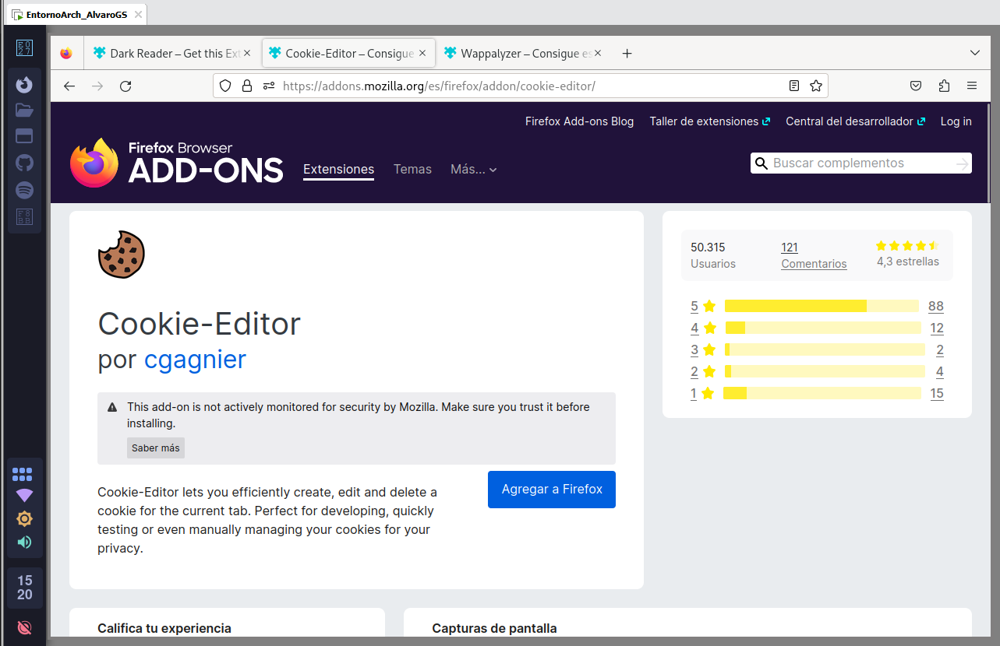 EntornoArch_AlvaroGS
Dark Reader – Get this Ex
Cookie-Editor – Consigue
Wappalyzer – Consigue es
https://addons.mozilla.org/es/firefox/addon/cookie-editor/
Firefox Add-ons Blog
Taller de extensiones
Central del desarrollador
Log in
Firefox Browser
ADD-ONS
Extensiones
Temas
Más...
Buscar complementos
Cookie-Editor
por cgagnier
This add-on is not actively monitored for security by Mozilla. Make sure you trust it before
installing.
Saber más
Cookie-Editor lets you efficiently create, edit and delete a
cookie for the current tab. Perfect for developing, quickly
testing or even manually managing your cookies for your
privacy.
Agregar a Firefox
50.315
Usuarios
121
Comentarios
4,3 estrellas
5 88
4 12
3 2
2 4
1 15
Califica tu experiencia
Capturas de pantalla
15
20